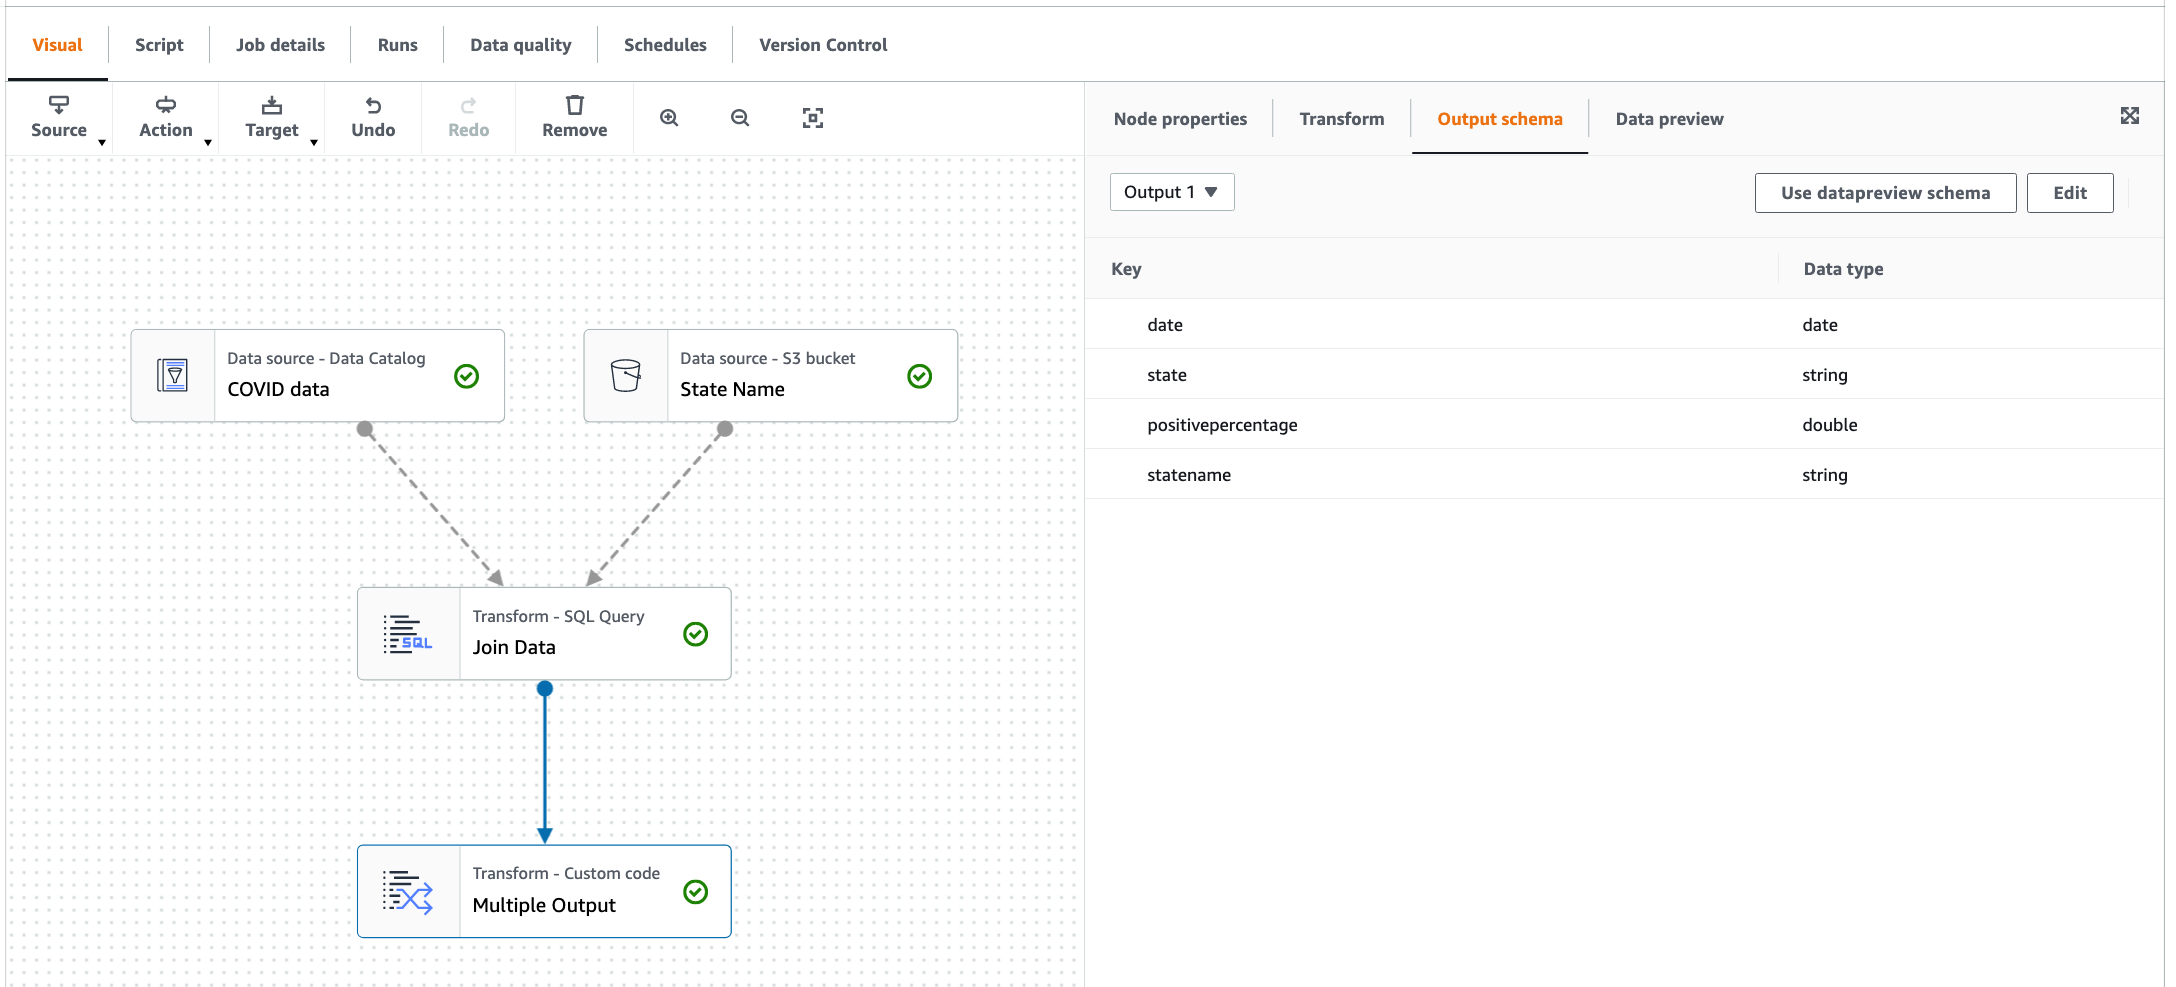 Visual Script Job details Runs Data quality Schedules Version Control
Source Action Target Undo Redo Remove
Node properties Transform Output schema Data preview
Output 1 Use datapreview schema Edit
Key Data type
date date
state string
positivepercentage double
statename string
Data source - Data Catalog
COVID data
Data source - S3 bucket
State Name
SQL
Transform - SQL Query
Join Data
Transform - Custom code
Multiple Output